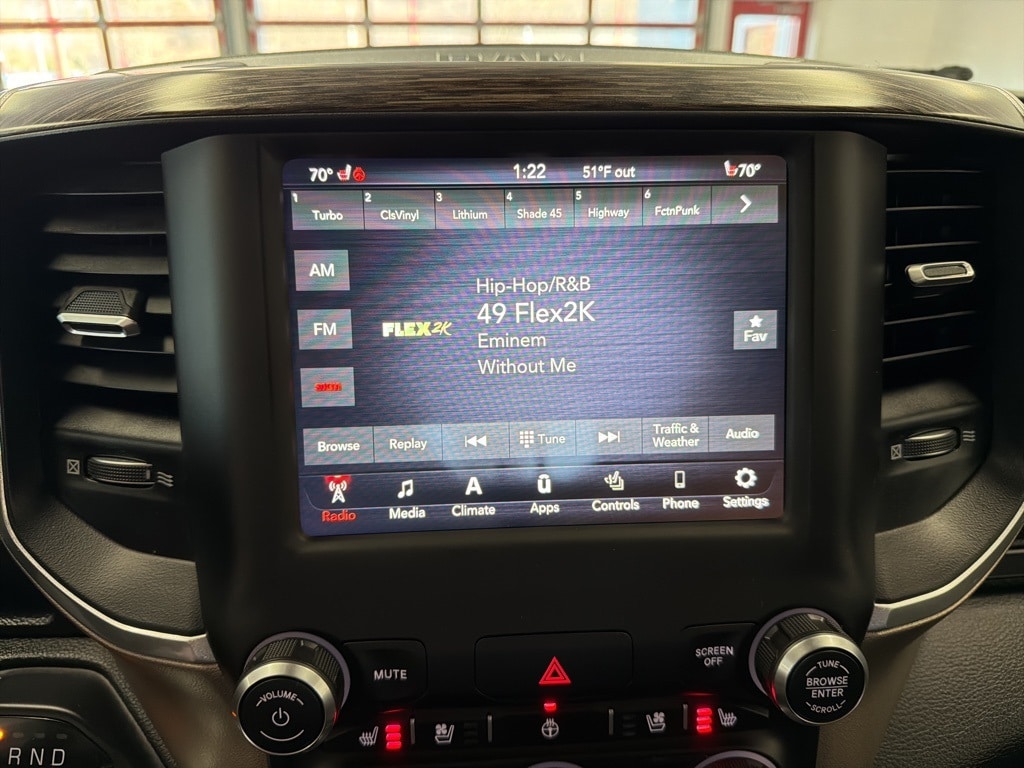 70° 1:22 51°F out 70°
1 Turbo 2 ClsVinyl 3 Lithium 4 Shade 45 5 Highway 6 FctnPunk
AM
FM
Hip-Hop/R&B
49 Flex2K
Eminem
Without Me
FLEX2K
Fav
Browse Replay Tune Traffic & Weather Audio
Radio Media Climate Apps Controls Phone Settings
MUTE
SCREEN
OFF
VOLUME
TUNE
BROWSE
ENTER
SCROLL
R N D